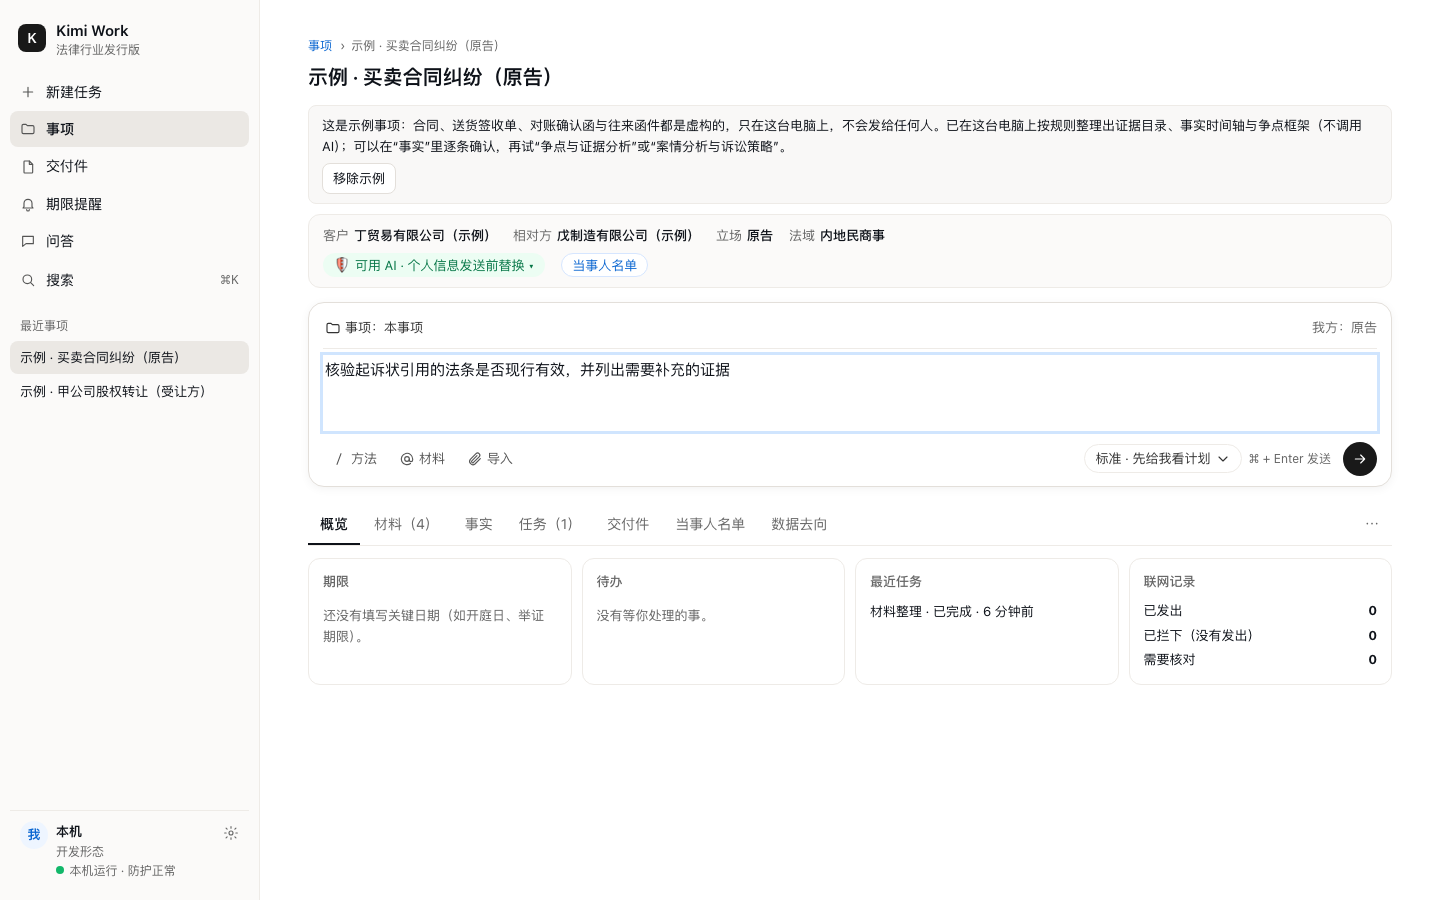 K
Kimi Work
法律行业发行版
新建任务
事项
交付件
期限提醒
问答
搜索 ⌘K
最近事项
示例 · 买卖合同纠纷（原告）
示例 · 甲公司股权转让（受让方）
我 本机
开发形态
本机运行 · 防护正常
事项 › 示例 · 买卖合同纠纷（原告）
示例 · 买卖合同纠纷（原告）
这是示例事项：合同、送货签收单、对账确认函与往来函件都是虚构的，只在这台电脑上，不会发给任何人。已在这台电脑上按规则整理出证据目录、事实时间轴与争点框架（不调用
AI）；可以在“事实”里逐条确认，再试“争点与证据分析”或“案情分析与诉讼策略”。
移除示例
客户 丁贸易有限公司（示例） 相对方 戊制造有限公司（示例） 立场 原告 法域 内地民商事
可用 AI · 个人信息发送前替换 ▾ 当事人名单
事项：本事项 我方：原告
核验起诉状引用的法条是否现行有效，并列出需要补充的证据
/ 方法 @ 材料 导入 标准 · 先给我看计划 ⌘ + Enter 发送
概览 材料（4） 事实 任务（1） 交付件 当事人名单 数据去向 ···
期限
还没有填写关键日期（如开庭日、举证
期限）。
待办
没有等你处理的事。
最近任务
材料整理 · 已完成 · 6 分钟前
联网记录
已发出 0
已拦下（没有发出） 0
需要核对 0